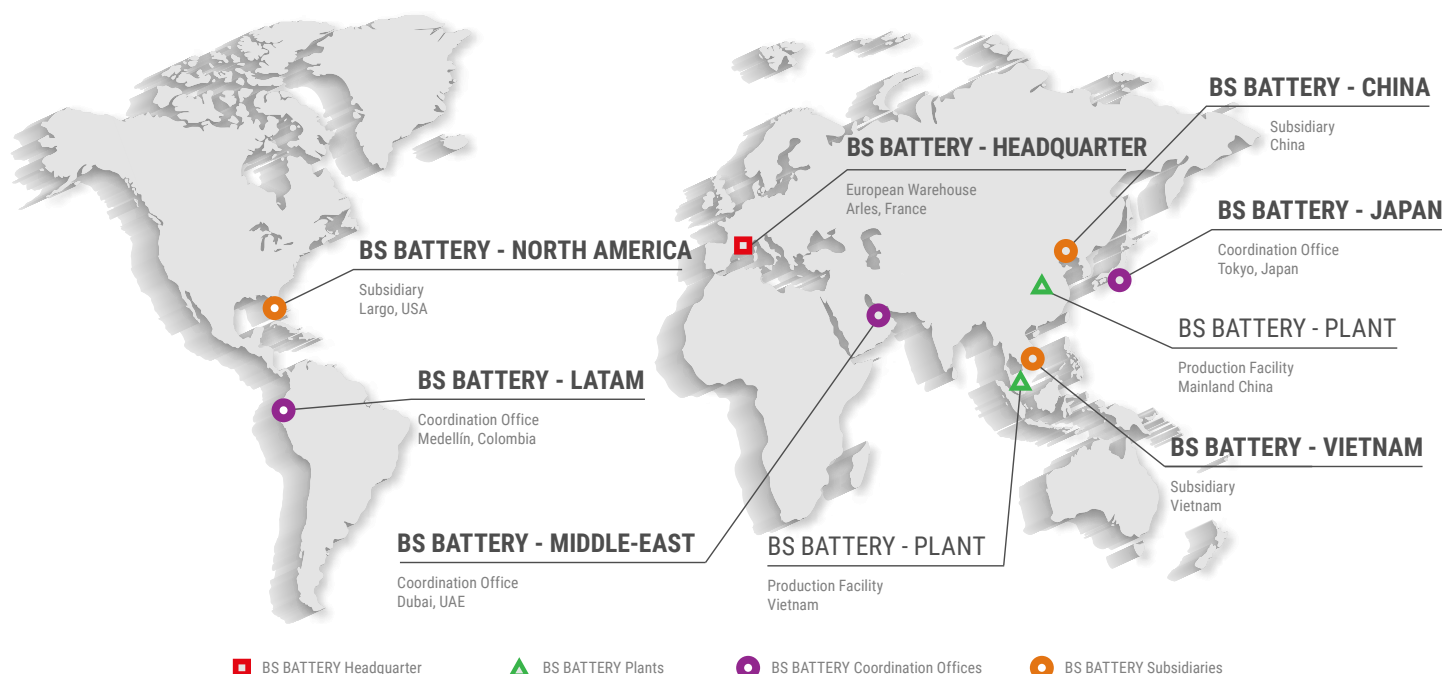 BS BATTERY - CHINA
Subsidiary
China
BS BATTERY - HEADQUARTER
European Warehouse
Arles, France
BS BATTERY - JAPAN
Coordination Office
Tokyo, Japan
BS BATTERY - NORTH AMERICA
Subsidiary
Largo, USA
BS BATTERY - PLANT
Production Facility
Mainland China
BS BATTERY - LATAM
Coordination Office
Medellín, Colombia
BS BATTERY - VIETNAM
Subsidiary
Vietnam
BS BATTERY - MIDDLE-EAST
Coordination Office
Dubai, UAE
BS BATTERY - PLANT
Production Facility
Vietnam
BS BATTERY Headquarter
BS BATTERY Plants
BS BATTERY Coordination Offices
BS BATTERY Subsidiaries